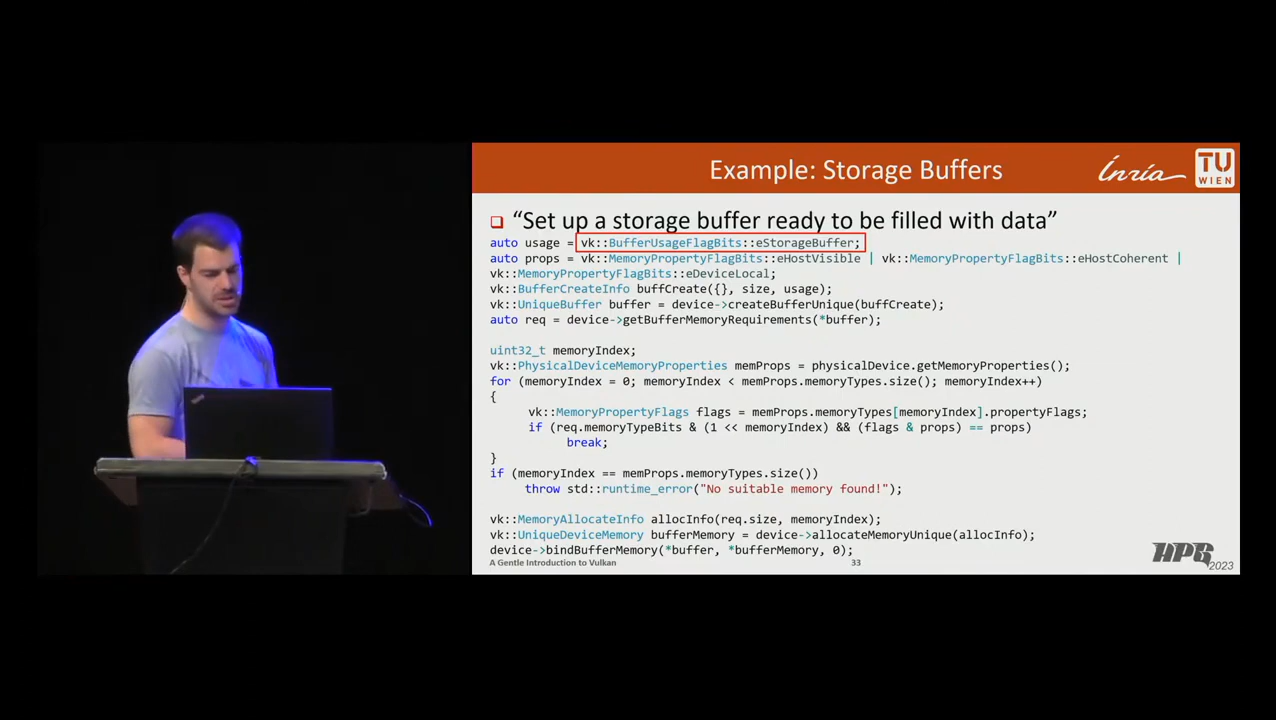 Example: Storage Buffers
Inria
TU
WIEN
“Set up a storage buffer ready to be filled with data”
auto usage = vk::BufferUsageFlagBits::eStorageBuffer;
auto props = vk::MemoryPropertyFlagBits::eHostVisible | vk::MemoryPropertyFlagBits::eHostCoherent |
vk::MemoryPropertyFlagBits::eDeviceLocal;
vk::BufferCreateInfo buffCreate({}, size, usage);
vk::UniqueBuffer buffer = device->createBufferUnique(buffCreate);
auto req = device->getBufferMemoryRequirements(*buffer);
uint32_t memoryIndex;
vk::PhysicalDeviceMemoryProperties memProps = physicalDevice.getMemoryProperties();
for (memoryIndex = 0; memoryIndex < memProps.memoryTypes.size(); memoryIndex++)
{
vk::MemoryPropertyFlags flags = memProps.memoryTypes[memoryIndex].propertyFlags;
if (req.memoryTypeBits & (1 << memoryIndex) && (flags & props) == props)
break;
}
if (memoryIndex == memProps.memoryTypes.size())
throw std::runtime_error("No suitable memory found!");
vk::MemoryAllocateInfo allocInfo(req.size, memoryIndex);
vk::UniqueDeviceMemory bufferMemory = device->allocateMemoryUnique(allocInfo);
device->bindBufferMemory(*buffer, *bufferMemory, 0);
A Gentle Introduction to Vulkan
33
HPG
2023